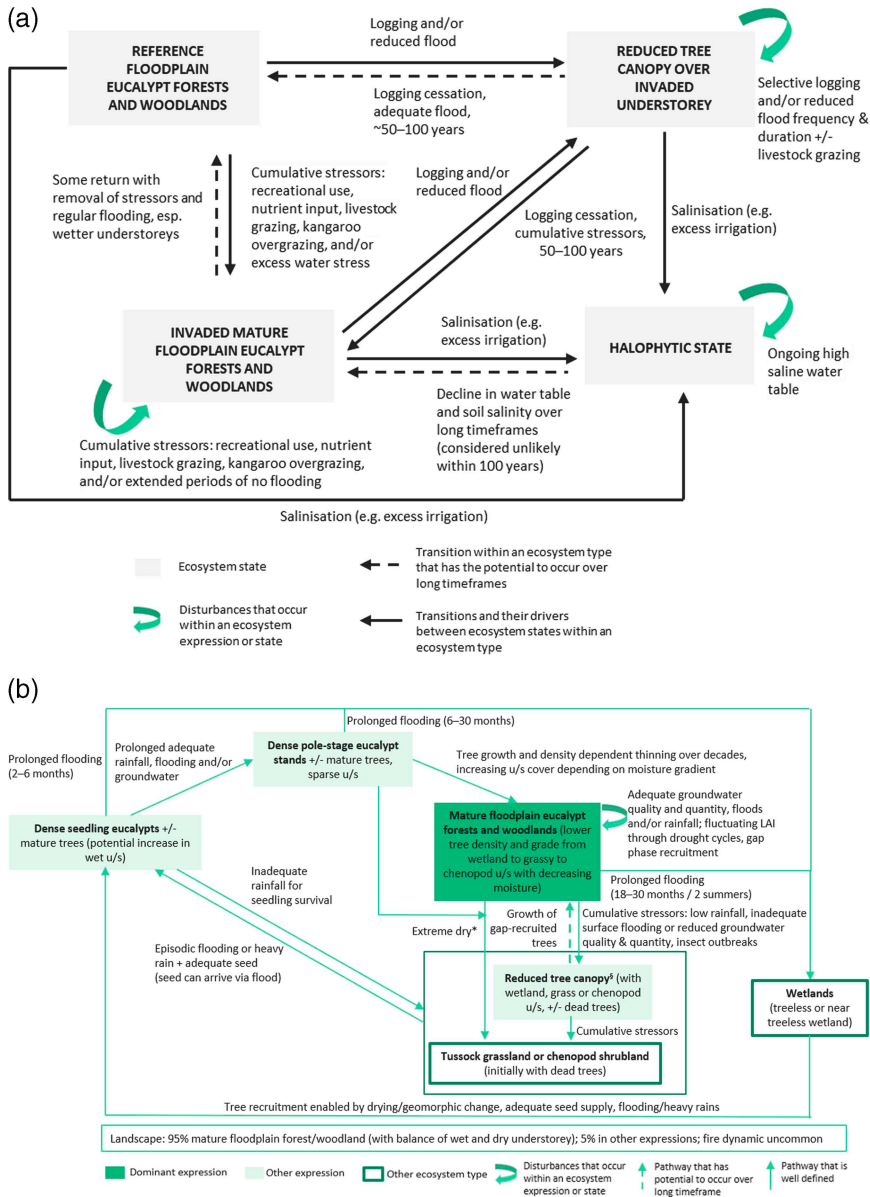 (a)
REFERENCE
FLOODPLAIN
EUCALYPT FORESTS
AND WOODLANDS
Logging and/or
reduced flood
Logging cessation,
adequate flood,
~50–100 years
REDUCED TREE
CANOPY OVER
INVADED
UNDERSTOREY
Selective logging
and/or reduced
flood frequency &
duration +/-
livestock grazing
Some return with
removal of stressors and
regular flooding, esp.
wetter understoreys
Cumulative stressors:
recreational use,
nutrient input, livestock
grazing, kangaroo
overgrazing, and/or
excess water stress
Logging and/or
reduced flood
Logging cessation,
cumulative stressors,
50–100 years
Salinisation (e.g.
excess irrigation)
INVADED MATURE
FLOODPLAIN EUCALYPT
FORESTS AND
WOODLANDS
Salinisation (e.g.
excess irrigation)
Decline in water table
and soil salinity over
long timeframes
(considered unlikely
within 100 years)
HALOPHYTIC STATE
Ongoing high
saline water
table
Cumulative stressors: recreational use, nutrient
input, livestock grazing, kangaroo overgrazing,
and/or extended periods of no flooding
Salinisation (e.g. excess irrigation)
Ecosystem state
Transition within an ecosystem type
that has the potential to occur over
long timeframes
Disturbances that occur
within an ecosystem
expression or state
Transitions and their drivers
between ecosystem states within an
ecosystem type
(b)
Prolonged flooding (6–30 months)
Prolonged flooding
(2–6 months)
Prolonged adequate
rainfall, flooding and/or
groundwater
Dense pole-stage eucalypt
stands +/- mature trees,
sparse u/s
Tree growth and density dependent thinning over decades,
increasing u/s cover depending on moisture gradient
Dense seedling eucalypts +/-
mature trees (potential increase in
wet u/s)
Mature floodplain eucalypt
forests and woodlands (lower
tree density and grade from
wetland to grassy to
chenopod u/s with decreasing
moisture)
Adequate groundwater
quality and quantity, floods
and/or rainfall; fluctuating LAI
through drought cycles, gap
phase recruitment
Inadequate
rainfall for
seedling survival
Prolonged flooding
(18–30 months / 2 summers)
Extreme dry*
Growth of
gap-recruited
trees
Cumulative stressors: low rainfall, inadequate
surface flooding or reduced groundwater
quality & quantity, insect outbreaks
Episodic flooding or heavy
rain + adequate seed
(seed can arrive via flood)
Reduced tree canopy§ (with
wetland, grass or chenopod
u/s, +/- dead trees)
Wetlands
(treeless or near
treeless wetland)
Cumulative stressors
Tussock grassland or chenopod shrubland
(initially with dead trees)
Tree recruitment enabled by drying/geomorphic change, adequate seed supply, flooding/heavy rains
Landscape: 95% mature floodplain forest/woodland (with balance of wet and dry understorey); 5% in other expressions; fire dynamic uncommon
Dominant expression
Other expression
Other ecosystem type
Disturbances that occur
within an ecosystem
expression or state
Pathway that has
potential to occur over
long timeframe
Pathway that is
well defined